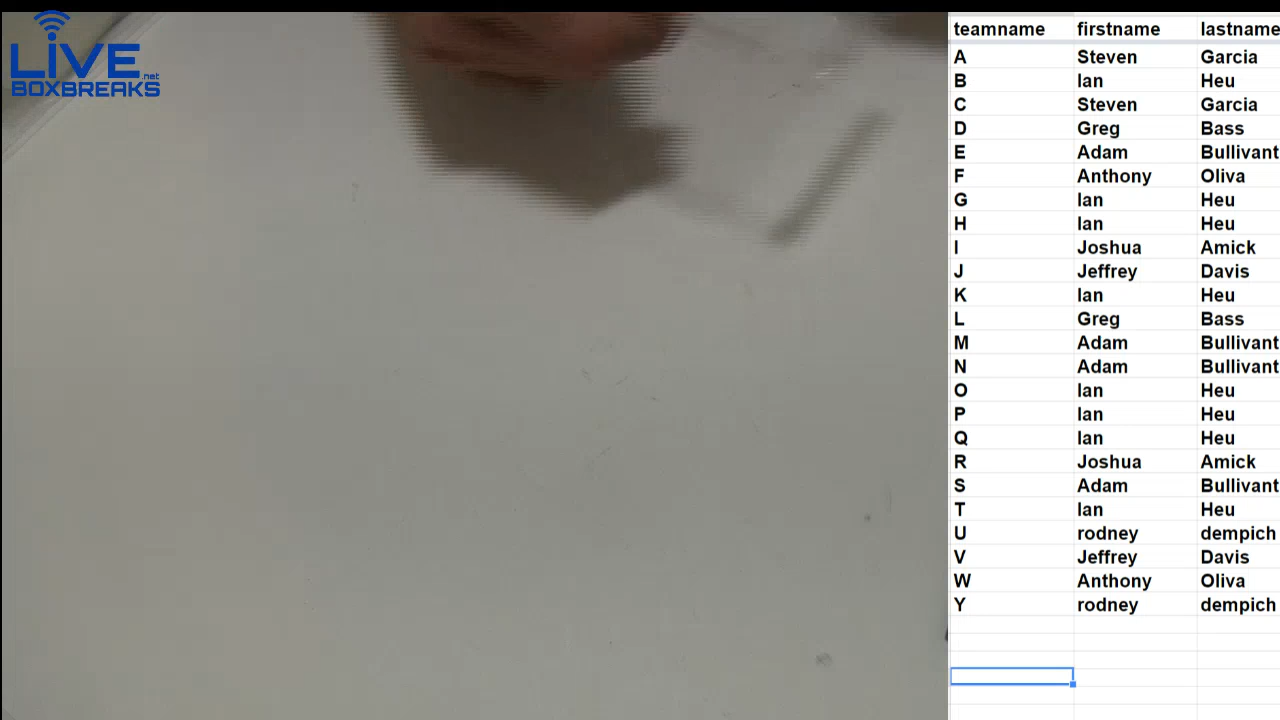 LIVE.net
BOXBREAKS
teamname firstname lastname
A Steven Garcia
B Ian Heu
C Steven Garcia
D Greg Bass
E Adam Bullivant
F Anthony Oliva
G Ian Heu
H Ian Heu
I Joshua Amick
J Jeffrey Davis
K Ian Heu
L Greg Bass
M Adam Bullivant
N Adam Bullivant
O Ian Heu
P Ian Heu
Q Ian Heu
R Joshua Amick
S Adam Bullivant
T Ian Heu
U rodney dempich
V Jeffrey Davis
W Anthony Oliva
Y rodney dempich